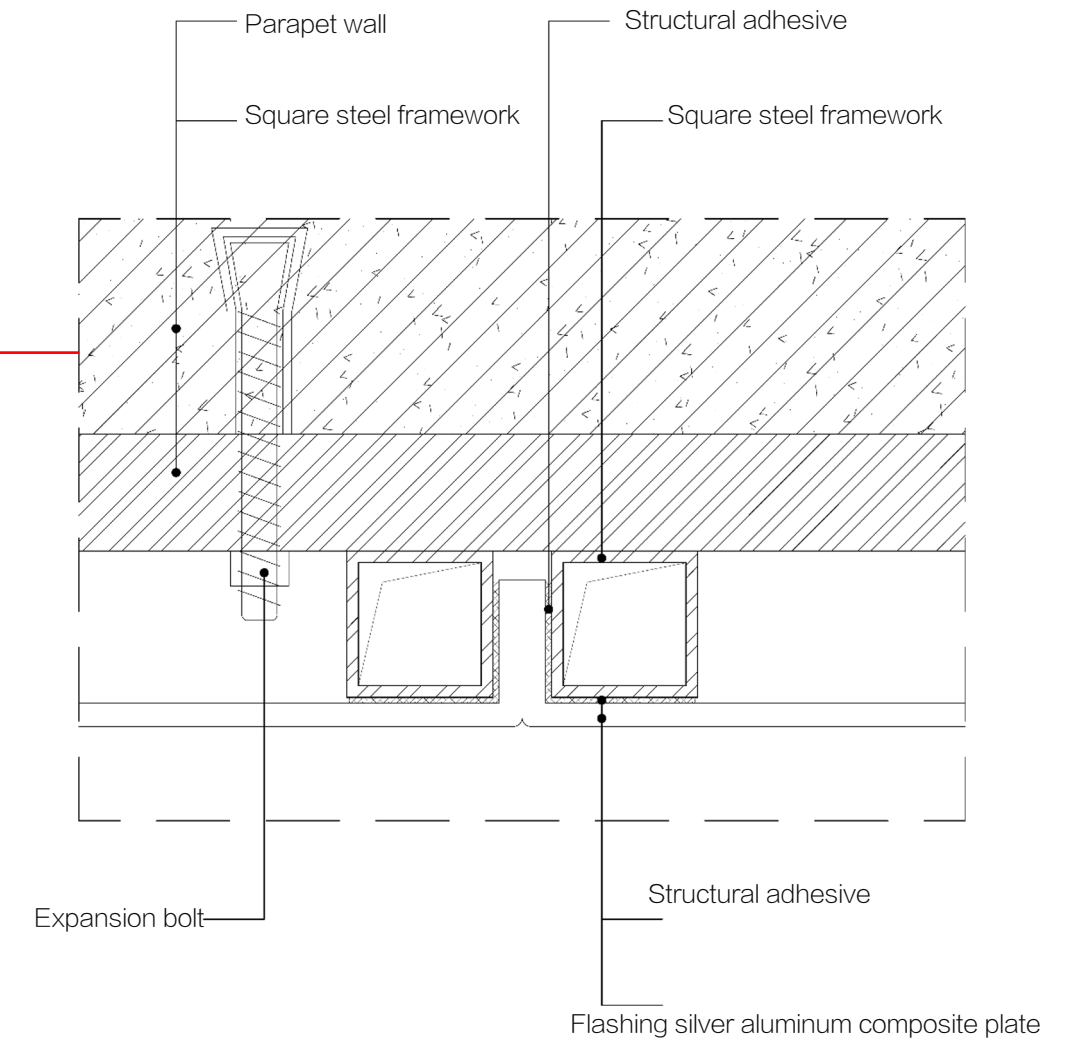 Parapet wall
Structural adhesive
Square steel framework
Square steel framework
Expansion bolt
Structural adhesive
Flashing silver aluminum composite plate